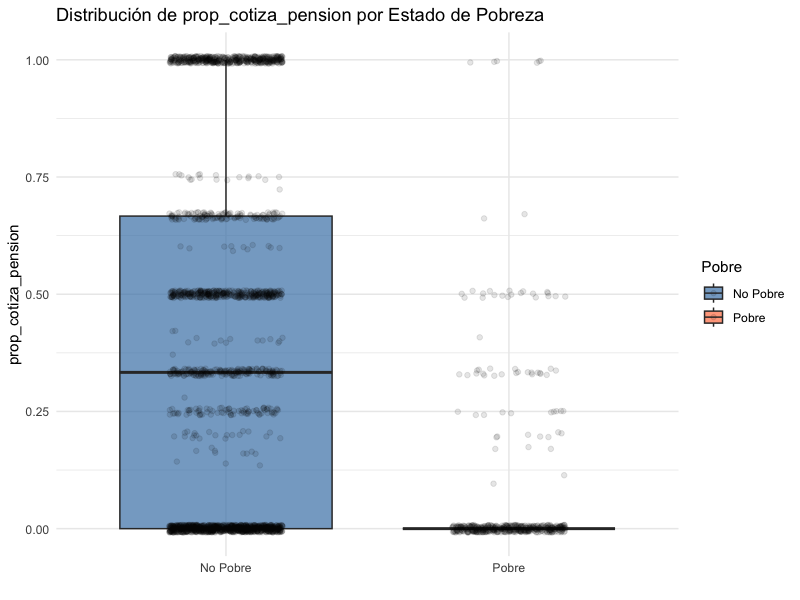 Distribución de prop_cotiza_pension por Estado de Pobreza
prop_cotiza_pension
1.00
0.75
0.50
0.25
0.00
No Pobre
Pobre
Pobre
No Pobre
Pobre